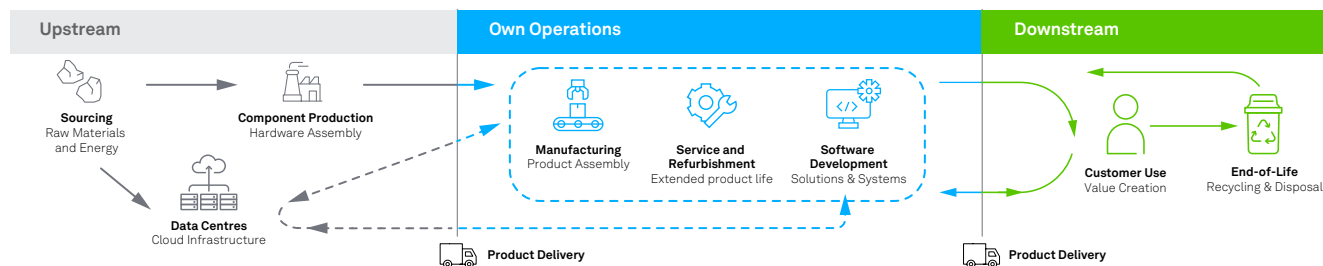 Upstream
Own Operations
Downstream
Sourcing
Raw Materials
and Energy
Component Production
Hardware Assembly
Data Centres
Cloud Infrastructure
Manufacturing
Product Assembly
Service and
Refurbishment
Extended product life
</>
Software
Development
Solutions & Systems
Customer Use
Value Creation
End-of-Life
Recycling & Disposal
Product Delivery
Product Delivery